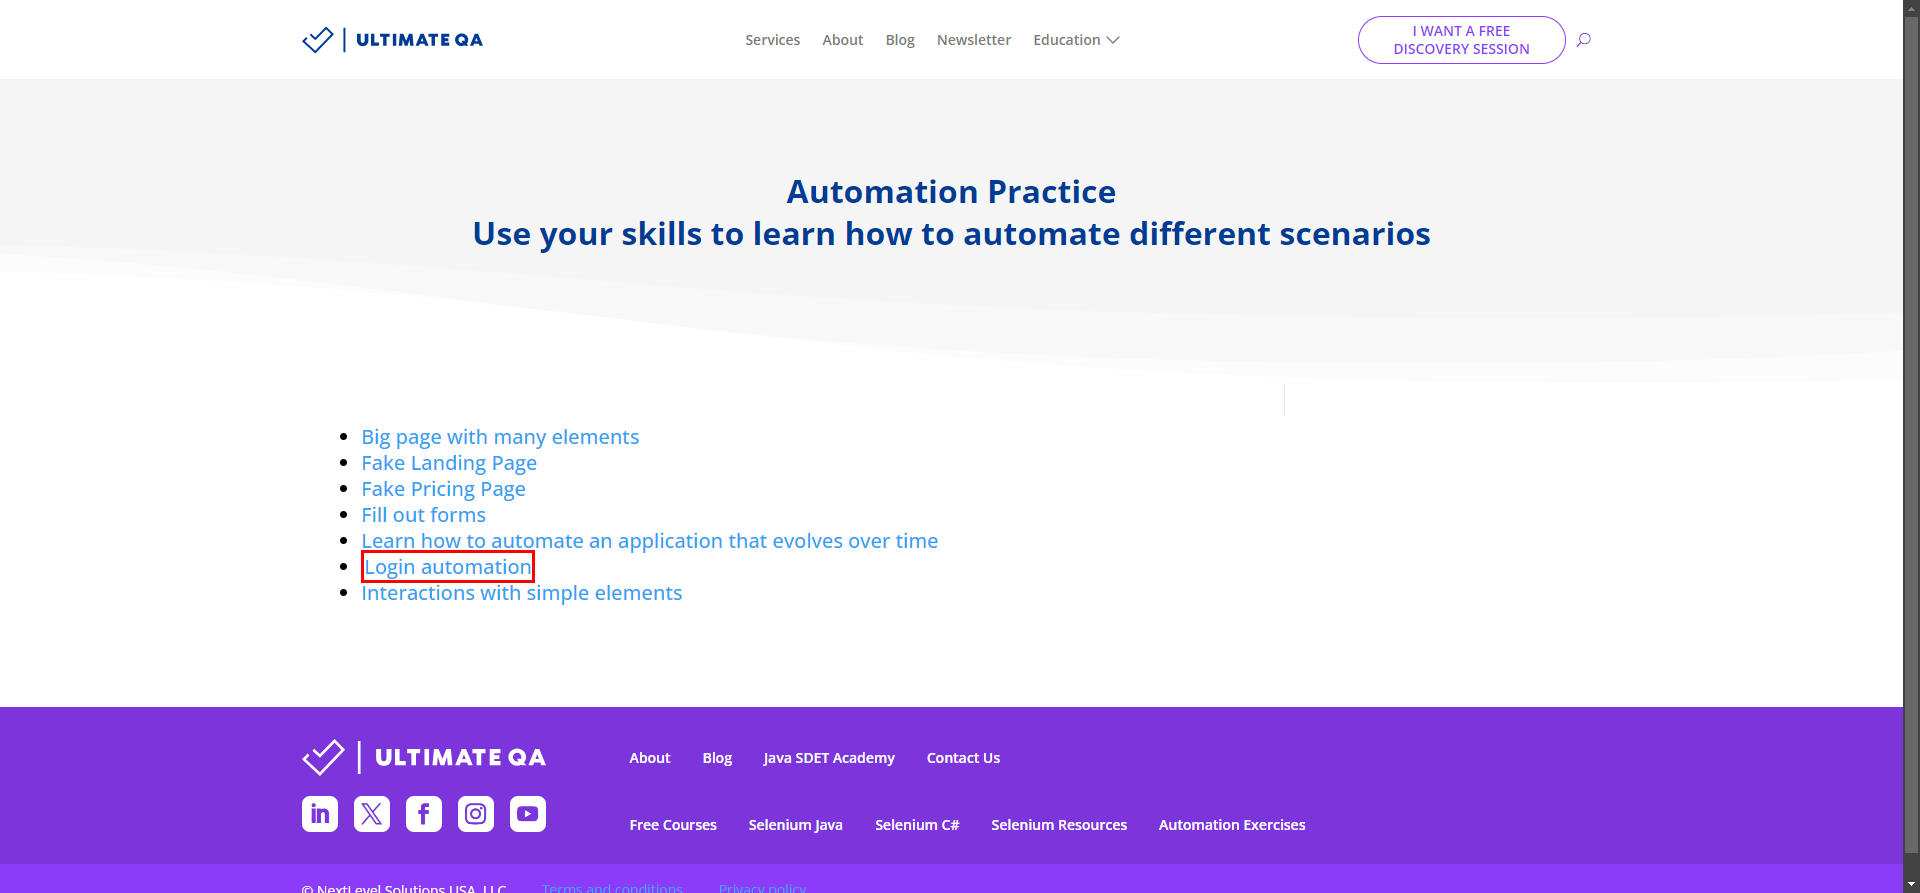 ULTIMATE QA
Services About Blog Newsletter Education
I WANT A FREE
DISCOVERY SESSION
Automation Practice
Use your skills to learn how to automate different scenarios
Big page with many elements
Fake Landing Page
Fake Pricing Page
Fill out forms
Learn how to automate an application that evolves over time
Login automation
Interactions with simple elements
ULTIMATE QA
About Blog Java SDET Academy Contact Us
Free Courses Selenium Java Selenium C# Selenium Resources Automation Exercises
© NextLevel Solutions USA, LLC Terms and conditions Privacy policy